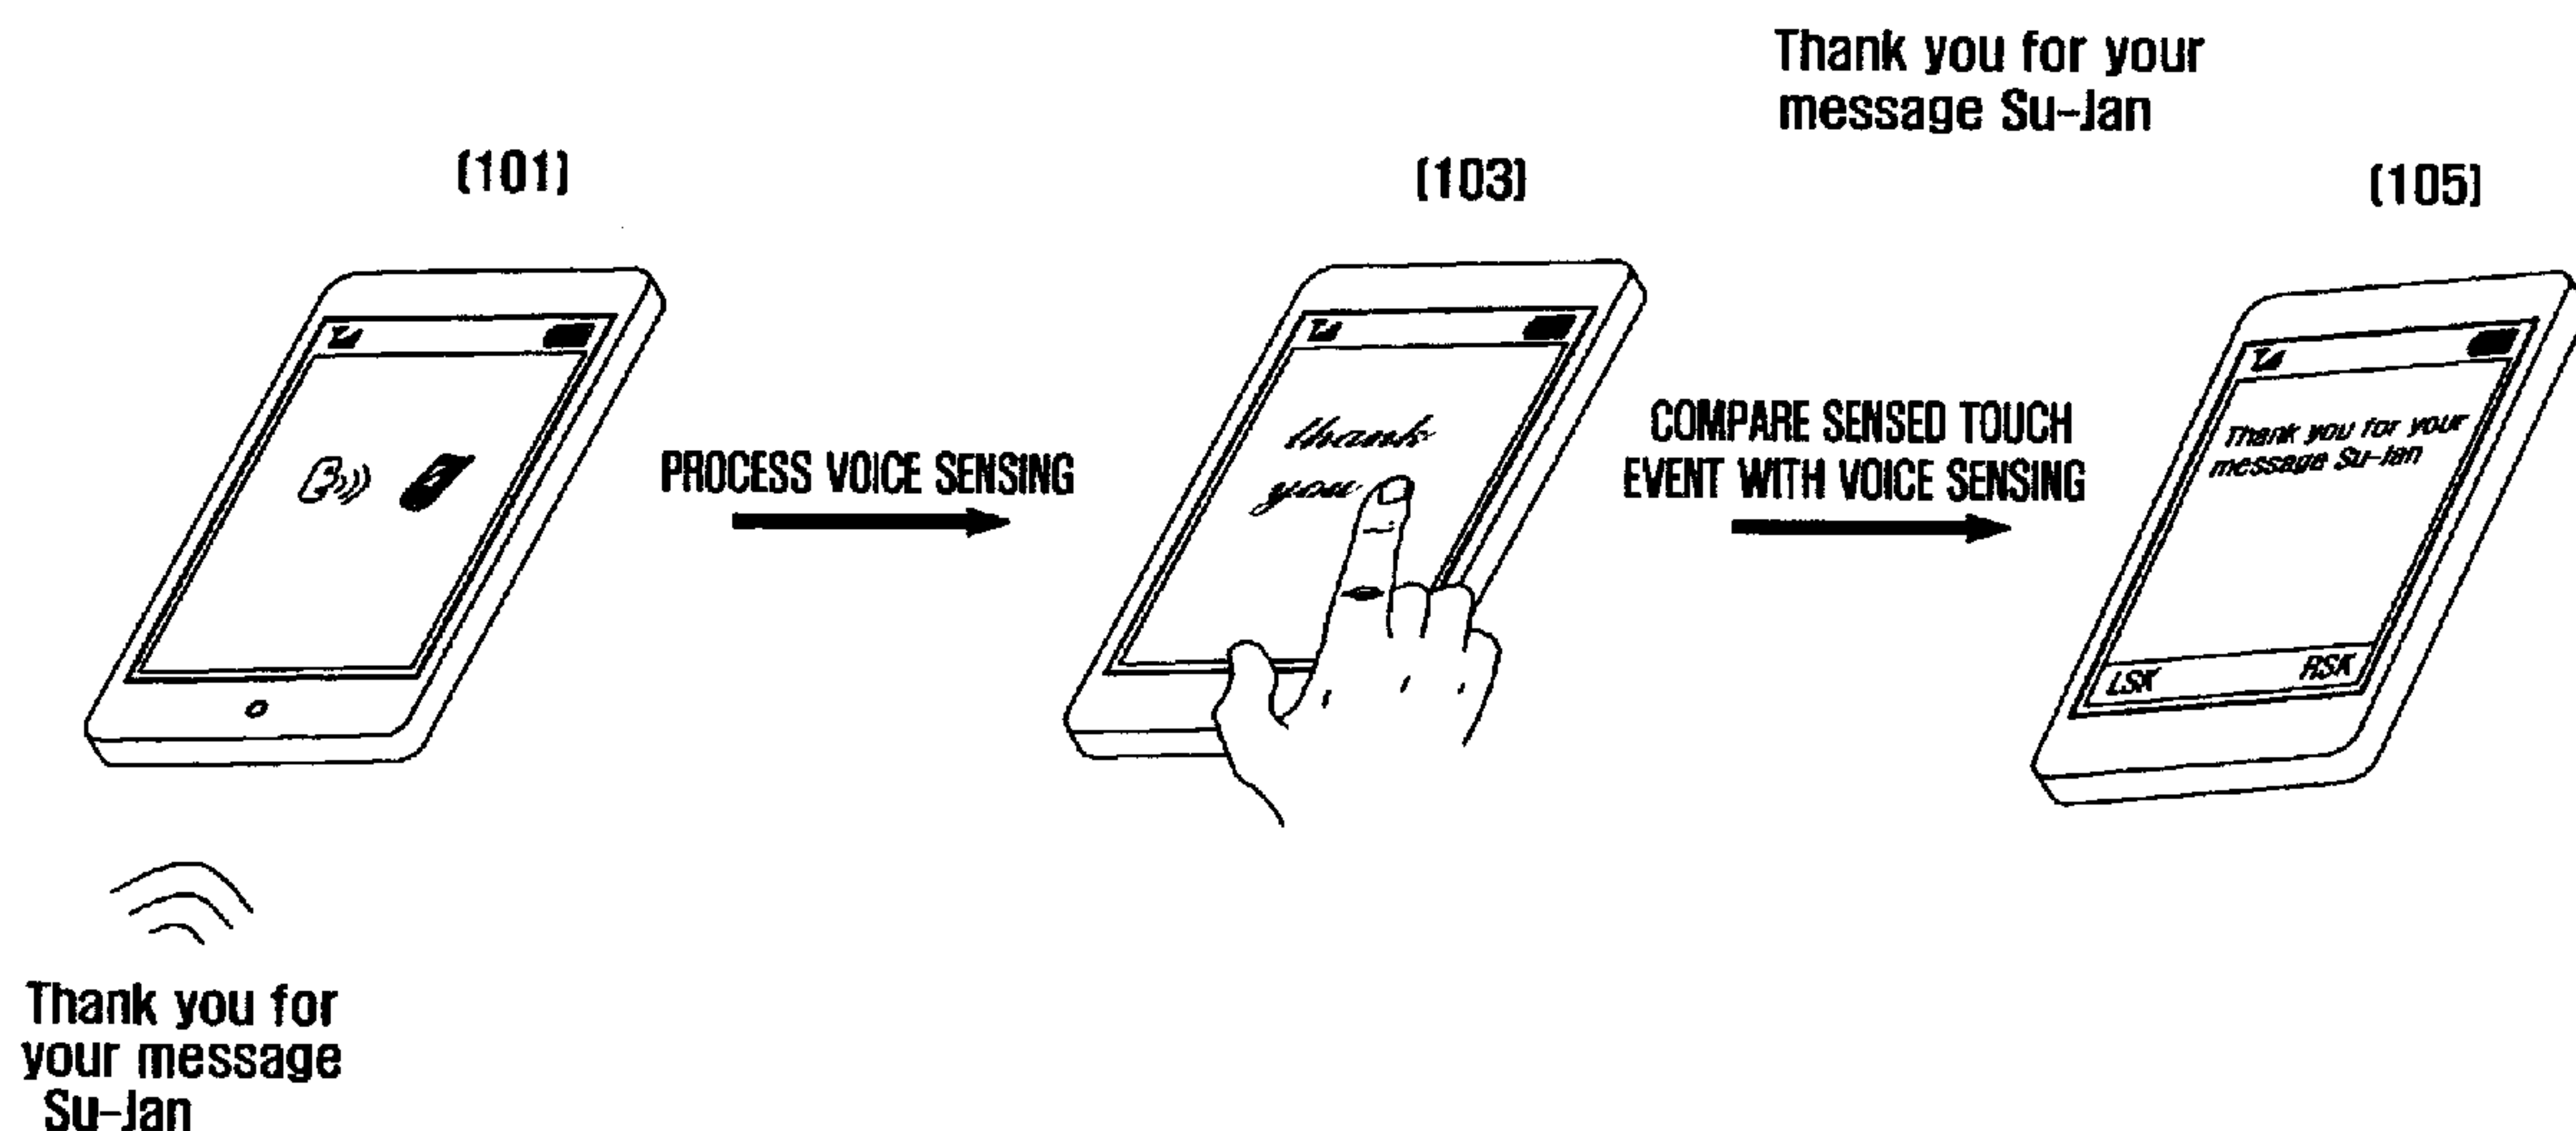 Thank you for your
message Su-Jan
(101)
(103)
(105)
thank
you
PROCESS VOICE SENSING
COMPARE SENSED TOUCH
EVENT WITH VOICE SENSING
Thank you for your
message Su-Jan
LSK
RSK
Thank you for
your message
Su-Jan